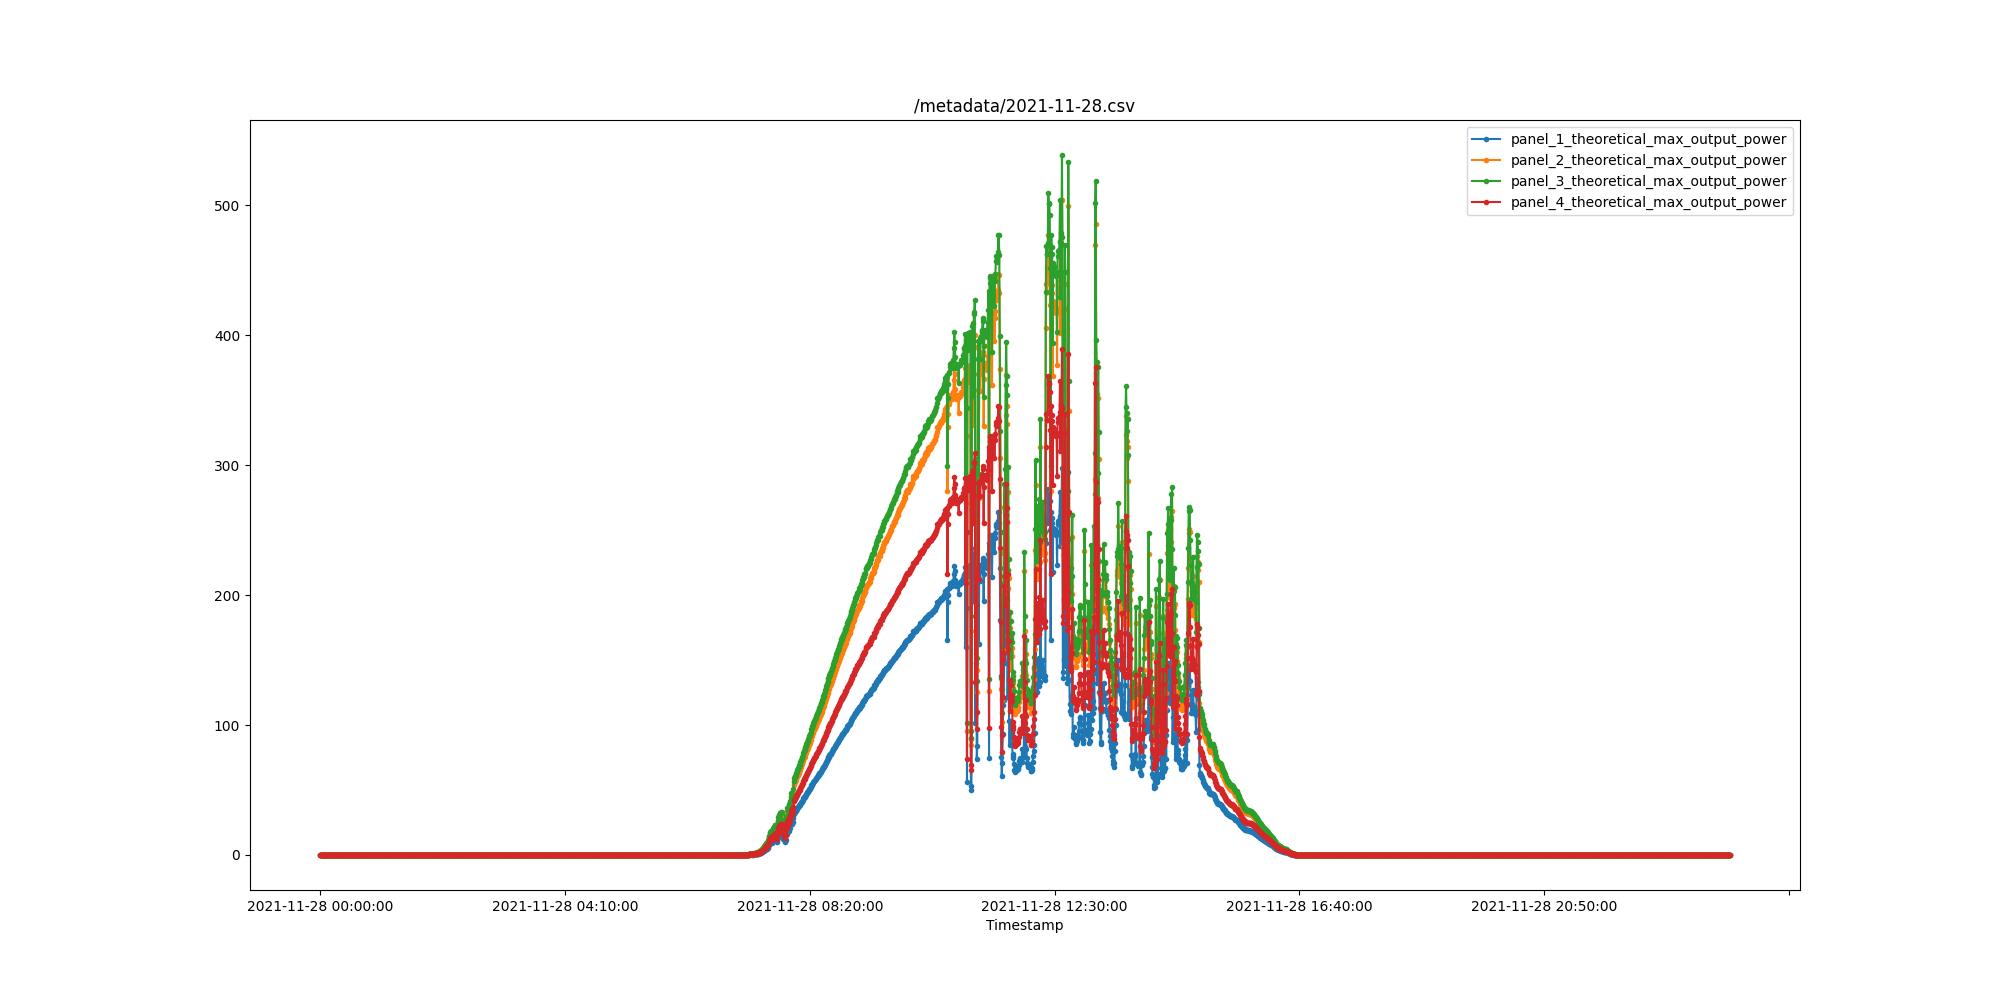 /metadata/2021-11-28.csv
panel_1_theoretical_max_output_power
panel_2_theoretical_max_output_power
panel_3_theoretical_max_output_power
panel_4_theoretical_max_output_power
500
400
300
200
100
0
2021-11-28 00:00:00 2021-11-28 04:10:00 2021-11-28 08:20:00 2021-11-28 12:30:00 2021-11-28 16:40:00 2021-11-28 20:50:00
Timestamp